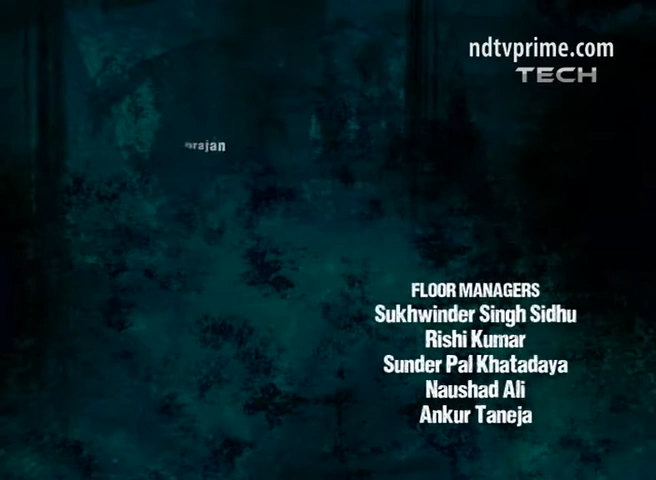 ndtvprime.com
TECH
FLOOR MANAGERS
Sukhwinder Singh Sidhu
Rishi Kumar
Sunder Pal Khatadaya
Naushad Ali
Ankur Taneja